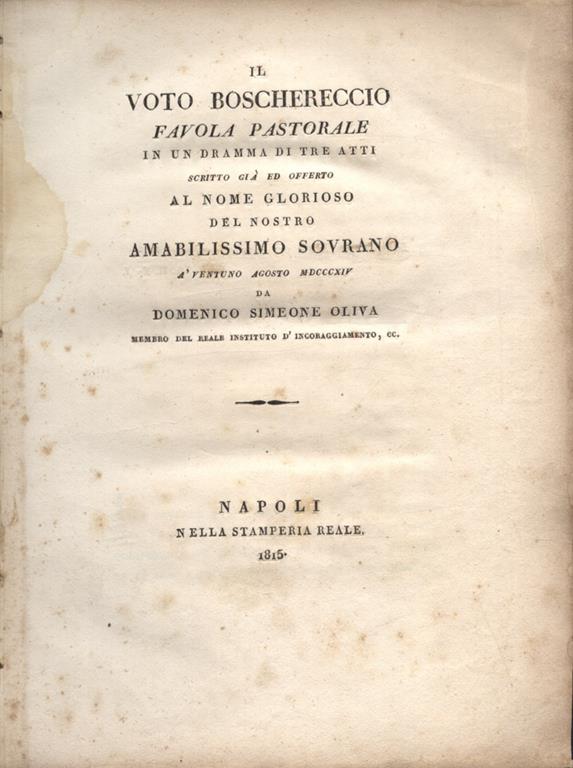 IL
VOTO BOSCHERECCIO
FAVOLA PASTORALE
IN UN DRAMMA DI TRE ATTI
SCRITTO GIÀ ED OFFERTO
AL NOME GLORIOSO
DEL NOSTRO
AMABILISSIMO SOVRANO
A' VENTUNO AGOSTO MDCCCXIV
DA
DOMENICO SIMEONE OLIVA
MEMBRO DEL REALE INSTITUTO D' INCORAGGIAMENTO, CC.
NAPOLI
NELLA STAMPERIA REALE.
1815.